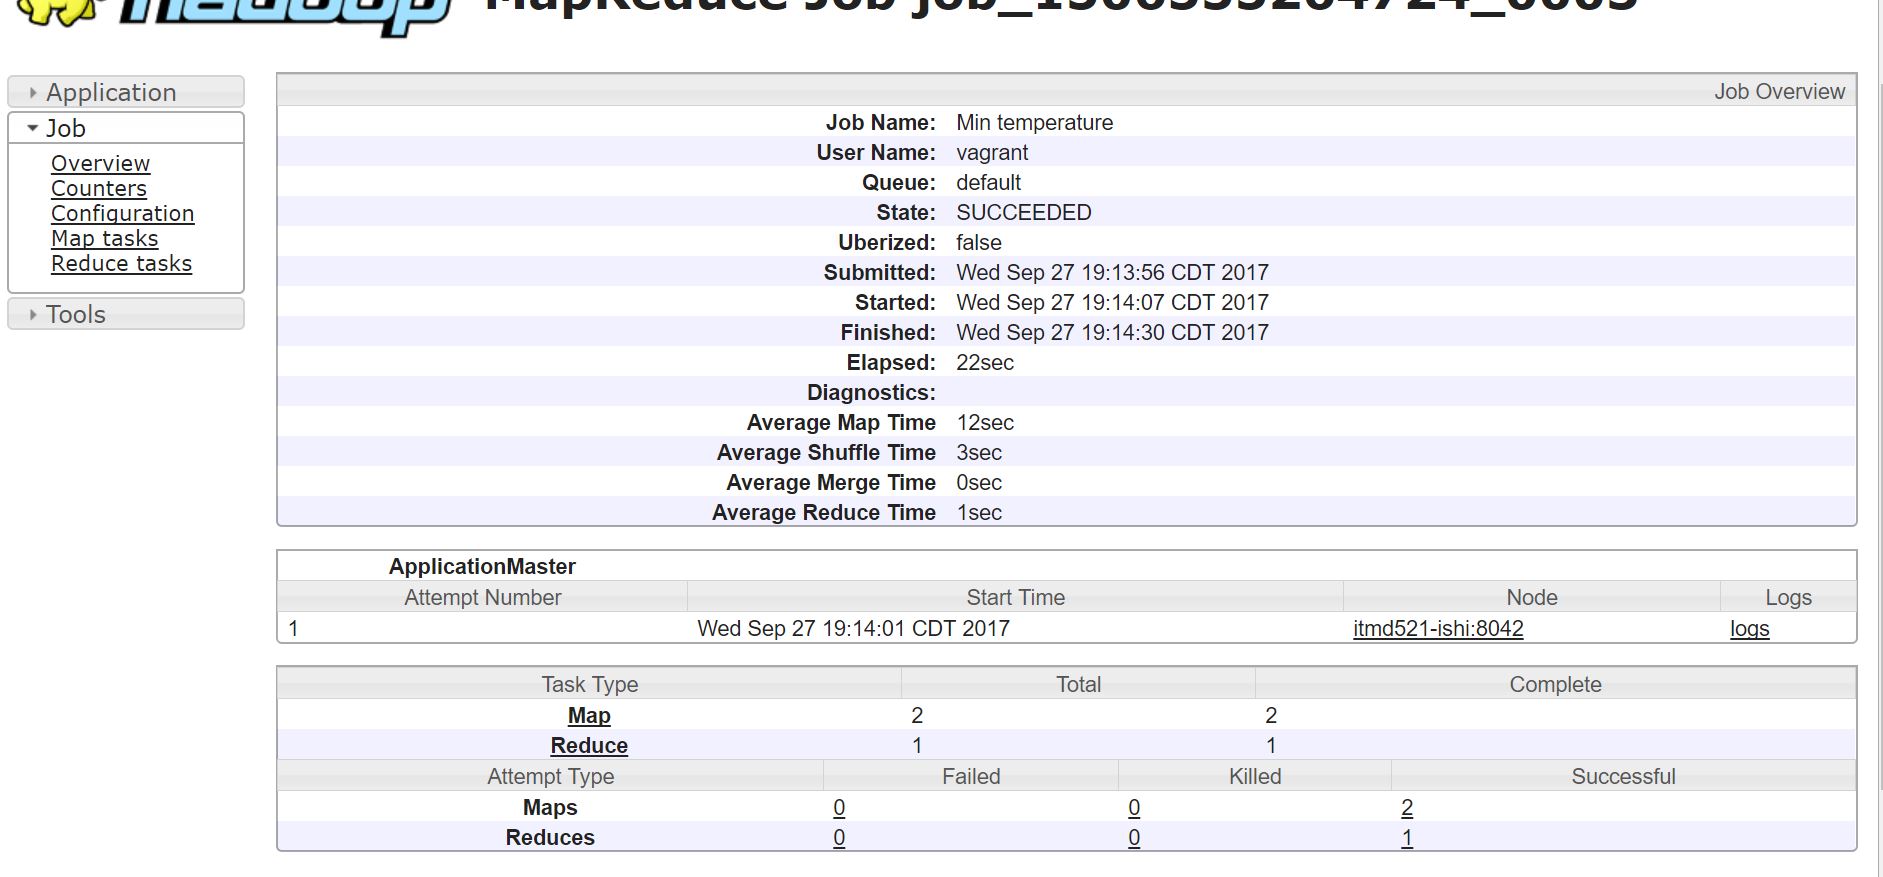 hadoop MapReduce Job
Application
Job
Overview
Counters
Configuration
Map tasks
Reduce tasks
Tools
Job Overview
Job Name: Min temperature
User Name: vagrant
Queue: default
State: SUCCEEDED
Uberized: false
Submitted: Wed Sep 27 19:13:56 CDT 2017
Started: Wed Sep 27 19:14:07 CDT 2017
Finished: Wed Sep 27 19:14:30 CDT 2017
Elapsed: 22sec
Diagnostics:
Average Map Time 12sec
Average Shuffle Time 3sec
Average Merge Time 0sec
Average Reduce Time 1sec
ApplicationMaster
Attempt Number Start Time Node Logs
1 Wed Sep 27 19:14:01 CDT 2017 itmd521-ishi:8042 logs
Task Type Total Complete
Map 2 2
Reduce 1 1
Attempt Type Failed Killed Successful
Maps 0 0 2
Reduces 0 0 1